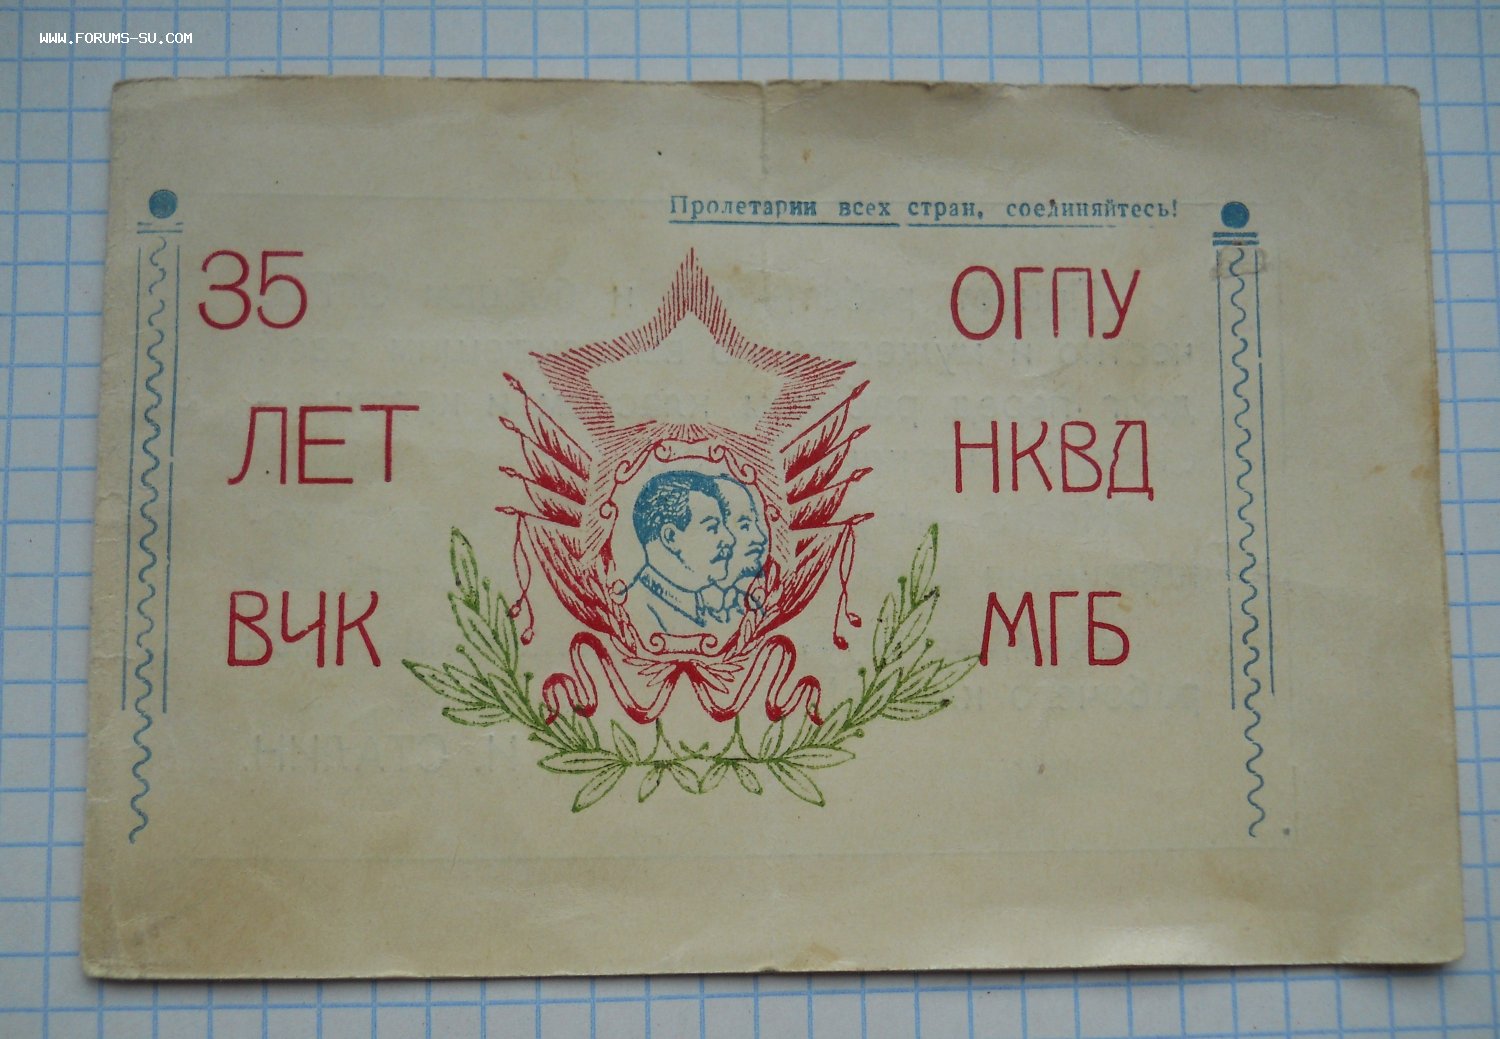 WWW.FORUMS-SU.COM
Пролетарии всех стран, соединяйтесь!
35
ЛЕТ
ВЧК
ОГПУ
НКВД
МГБ